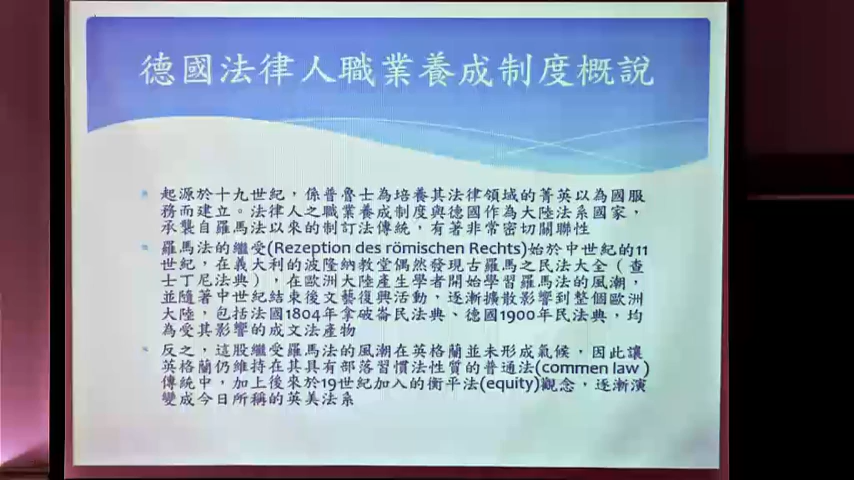 德國法律人職業養成制度概說
起源於十九世紀，係普魯士為培養其法律領域的菁英以為國服
務而建立。法律人之職業養成制度與德國作為大陸法系國家，
承襲自羅馬法以來的制訂法傳統，有著非常密切關聯性
羅馬法的繼受(Rezeption des römischen Rechts)始於中世紀的11
世紀，在義大利的波隆納教堂偶然發現古羅馬之民法大全（查
士丁尼法典），在歐洲大陸產生學者開始學習羅馬法的風潮，
並隨著中世紀結束後文藝復興活動，逐漸擴散影響到整個歐洲
大陸，包括法國1804年拿破崙民法典、德國1900年民法典，均
為受其影響的成文法產物
反之，這股繼受羅馬法的風潮在英格蘭並未形成氣候，因此讓
英格蘭仍維持在其具有部落習慣法性質的普通法(commen law)
傳統中，加上後來於19世紀加入的衡平法(equity)觀念，逐漸演
變成今日所稱的英美法系